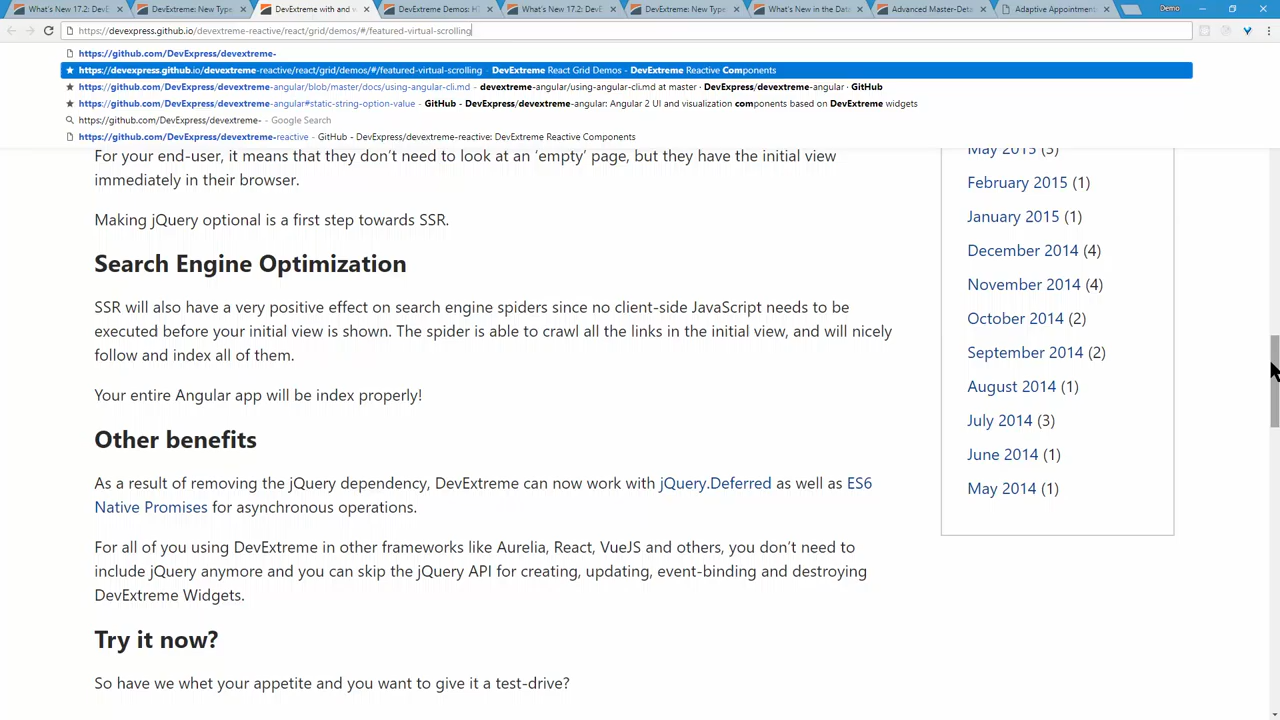 What's New 17.2: DevE
DevExtreme: New Type
DevExtreme with and w
DevExtreme Demos: HT
What's New 17.2: DevE
DevExtreme: New Type
What's New in the Data
Advanced Master-Deta
Adaptive Appointmen
Demo
https://devexpress.github.io/devextreme-reactive/react/grid/demos/#/featured-virtual-scrolling
https://github.com/DevExpress/devextreme-
https://devexpress.github.io/devextreme-reactive/react/grid/demos/#/featured-virtual-scrolling - DevExtreme React Grid Demos - DevExtreme Reactive Components
https://github.com/DevExpress/devextreme-angular/blob/master/docs/using-angular-cli.md - devextreme-angular/using-angular-cli.md at master · DevExpress/devextreme-angular · GitHub
https://github.com/DevExpress/devextreme-angular#static-string-option-value - GitHub - DevExpress/devextreme-angular: Angular 2 UI and visualization components based on DevExtreme widgets
https://github.com/DevExpress/devextreme- - Google Search
https://github.com/DevExpress/devextreme-reactive - GitHub - DevExpress/devextreme-reactive: DevExtreme Reactive Components
For your end-user, it means that they don't need to look at an 'empty' page, but they have the initial view
immediately in their browser.
Making jQuery optional is a first step towards SSR.
Search Engine Optimization
SSR will also have a very positive effect on search engine spiders since no client-side JavaScript needs to be
executed before your initial view is shown. The spider is able to crawl all the links in the initial view, and will nicely
follow and index all of them.
Your entire Angular app will be index properly!
Other benefits
As a result of removing the jQuery dependency, DevExtreme can now work with jQuery.Deferred as well as ES6
Native Promises for asynchronous operations.
For all of you using DevExtreme in other frameworks like Aurelia, React, VueJS and others, you don't need to
include jQuery anymore and you can skip the jQuery API for creating, updating, event-binding and destroying
DevExtreme Widgets.
Try it now?
So have we whet your appetite and you want to give it a test-drive?
May 2015 (3)
February 2015 (1)
January 2015 (1)
December 2014 (4)
November 2014 (4)
October 2014 (2)
September 2014 (2)
August 2014 (1)
July 2014 (3)
June 2014 (1)
May 2014 (1)